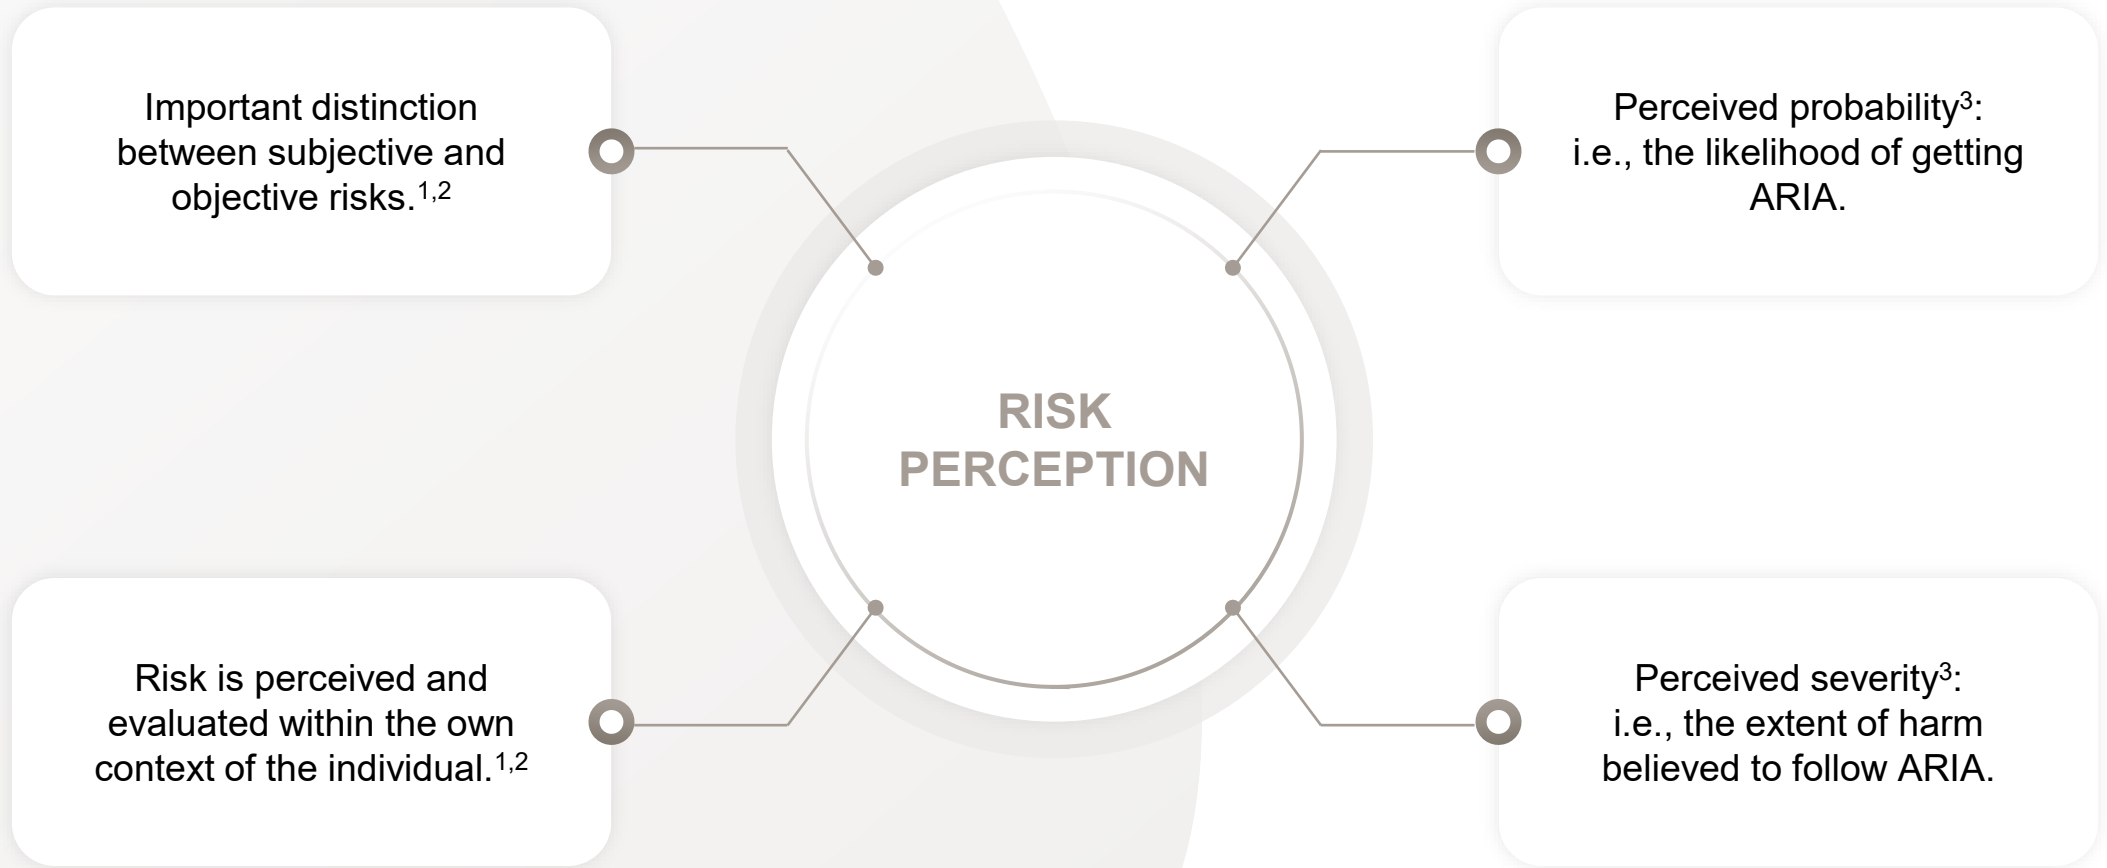 Important distinction
between subjective and
objective risks.1,2
Perceived probability3:
i.e., the likelihood of getting
ARIA.
RISK
PERCEPTION
Risk is perceived and
evaluated within the own
context of the individual.1,2
Perceived severity3:
i.e., the extent of harm
believed to follow ARIA.